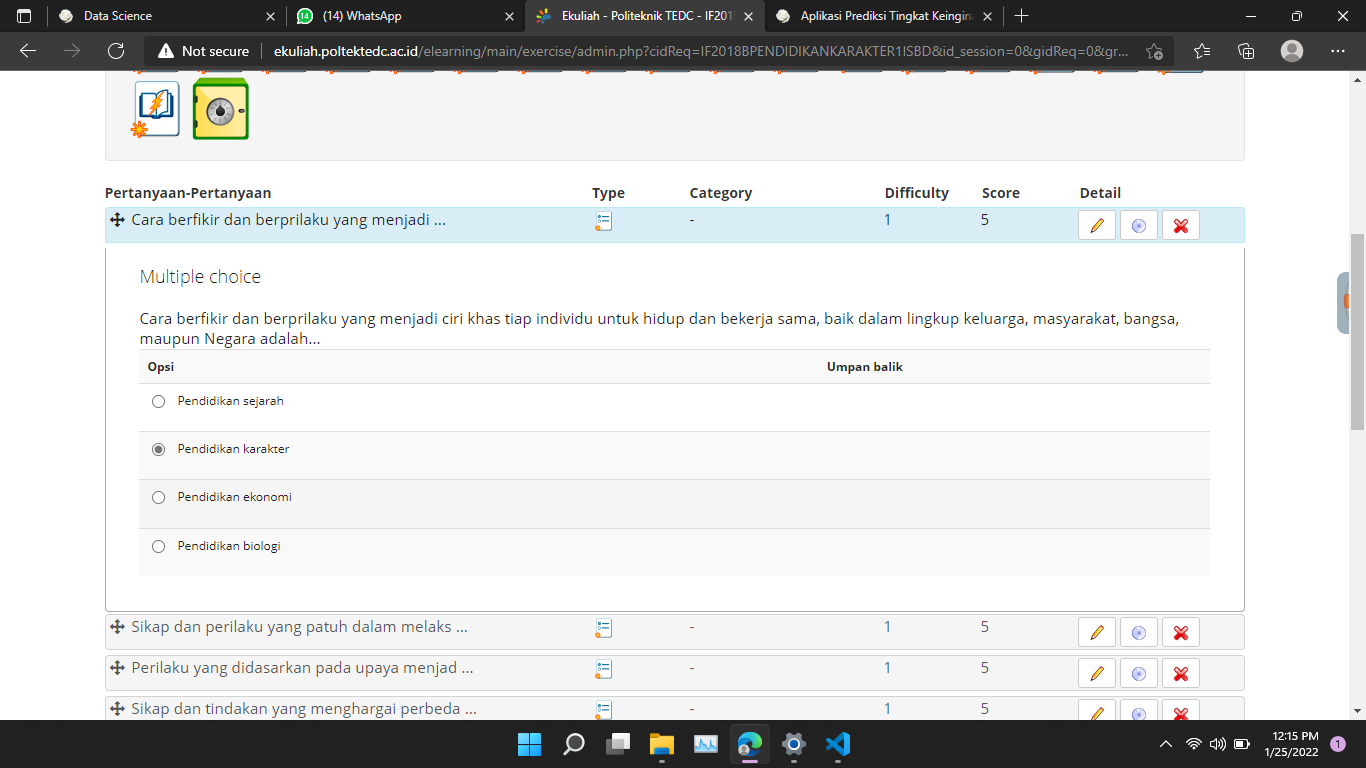 Data Science
(14) WhatsApp
Ekuliah - Politeknik TEDC - IF201
Aplikasi Prediksi Tingkat Keingin
Not secure
ekuliah.poltektedc.ac.id/elearning/main/exercise/admin.php?cidReq=IF2018BPENDIDIKANKARAKTER1ISBD&id_session=0&gidReq=0&gr...
Pertanyaan-Pertanyaan Type Category Difficulty Score Detail
Cara berfikir dan berprilaku yang menjadi ... - 1 5
Multiple choice
Cara berfikir dan berprilaku yang menjadi ciri khas tiap individu untuk hidup dan bekerja sama, baik dalam lingkup keluarga, masyarakat, bangsa,
maupun Negara adalah...
Opsi Umpan balik
Pendidikan sejarah
Pendidikan karakter
Pendidikan ekonomi
Pendidikan biologi
Sikap dan perilaku yang patuh dalam melaks ... - 1 5
Perilaku yang didasarkan pada upaya menjad ... - 1 5
Sikap dan tindakan yang menghargai perbeda ... - 1 5
12:15 PM
1/25/2022
1